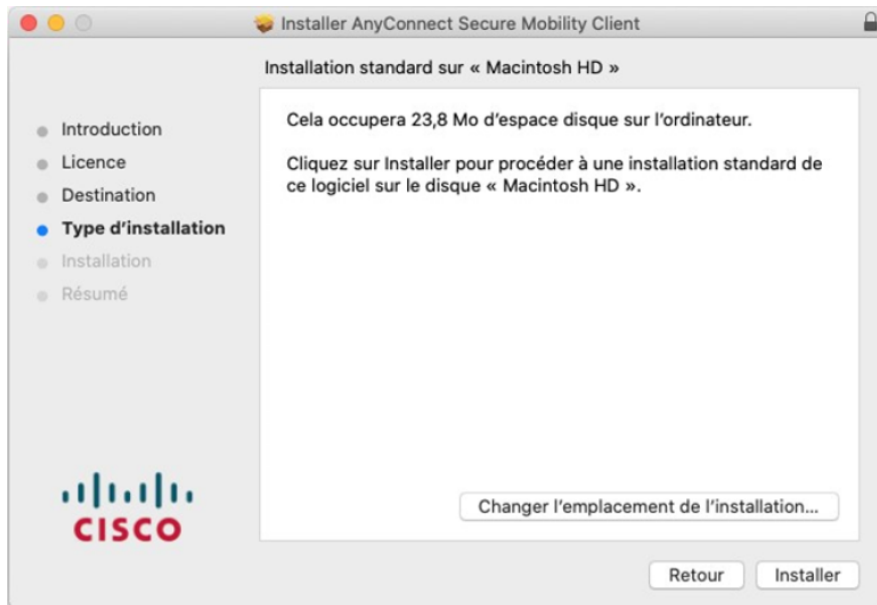 Installer AnyConnect Secure Mobility Client
Installation standard sur « Macintosh HD »
Introduction
Licence
Destination
Type d’installation
Installation
Résumé
Cela occupera 23,8 Mo d’espace disque sur l’ordinateur.
Cliquez sur Installer pour procéder à une installation standard de
ce logiciel sur le disque « Macintosh HD ».
CISCO
Changer l’emplacement de l’installation...
Retour
Installer